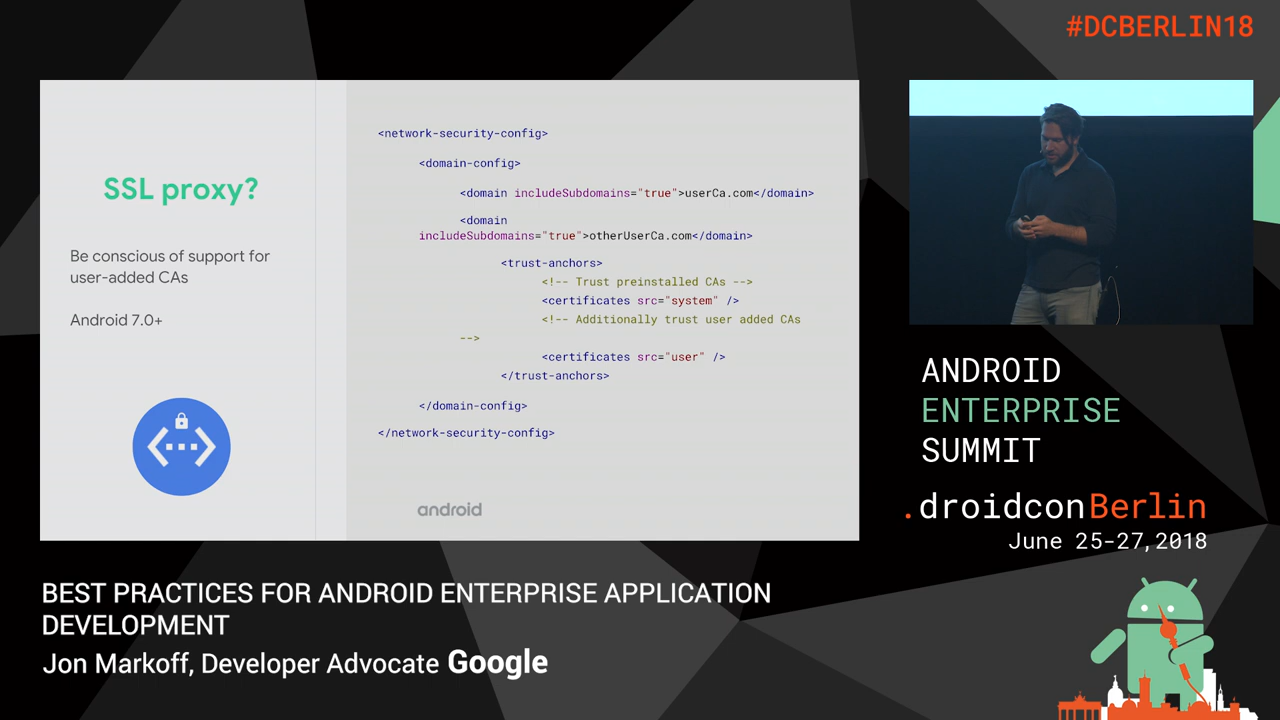 #DCBERLIN18
SSL proxy?
Be conscious of support for
user-added CAs
Android 7.0+
<network-security-config>
<domain-config>
<domain includeSubdomains="true">userCa.com</domain>
<domain
includeSubdomains="true">otherUserCa.com</domain>
<trust-anchors>
<!-- Trust preinstalled CAs -->
<certificates src="system" />
<!-- Additionally trust user added CAs
-->
<certificates src="user" />
</trust-anchors>
</domain-config>
</network-security-config>
android
ANDROID
ENTERPRISE
SUMMIT
.droidconBerlin
June 25-27,2018
BEST PRACTICES FOR ANDROID ENTERPRISE APPLICATION
DEVELOPMENT
Jon Markoff, Developer Advocate Google